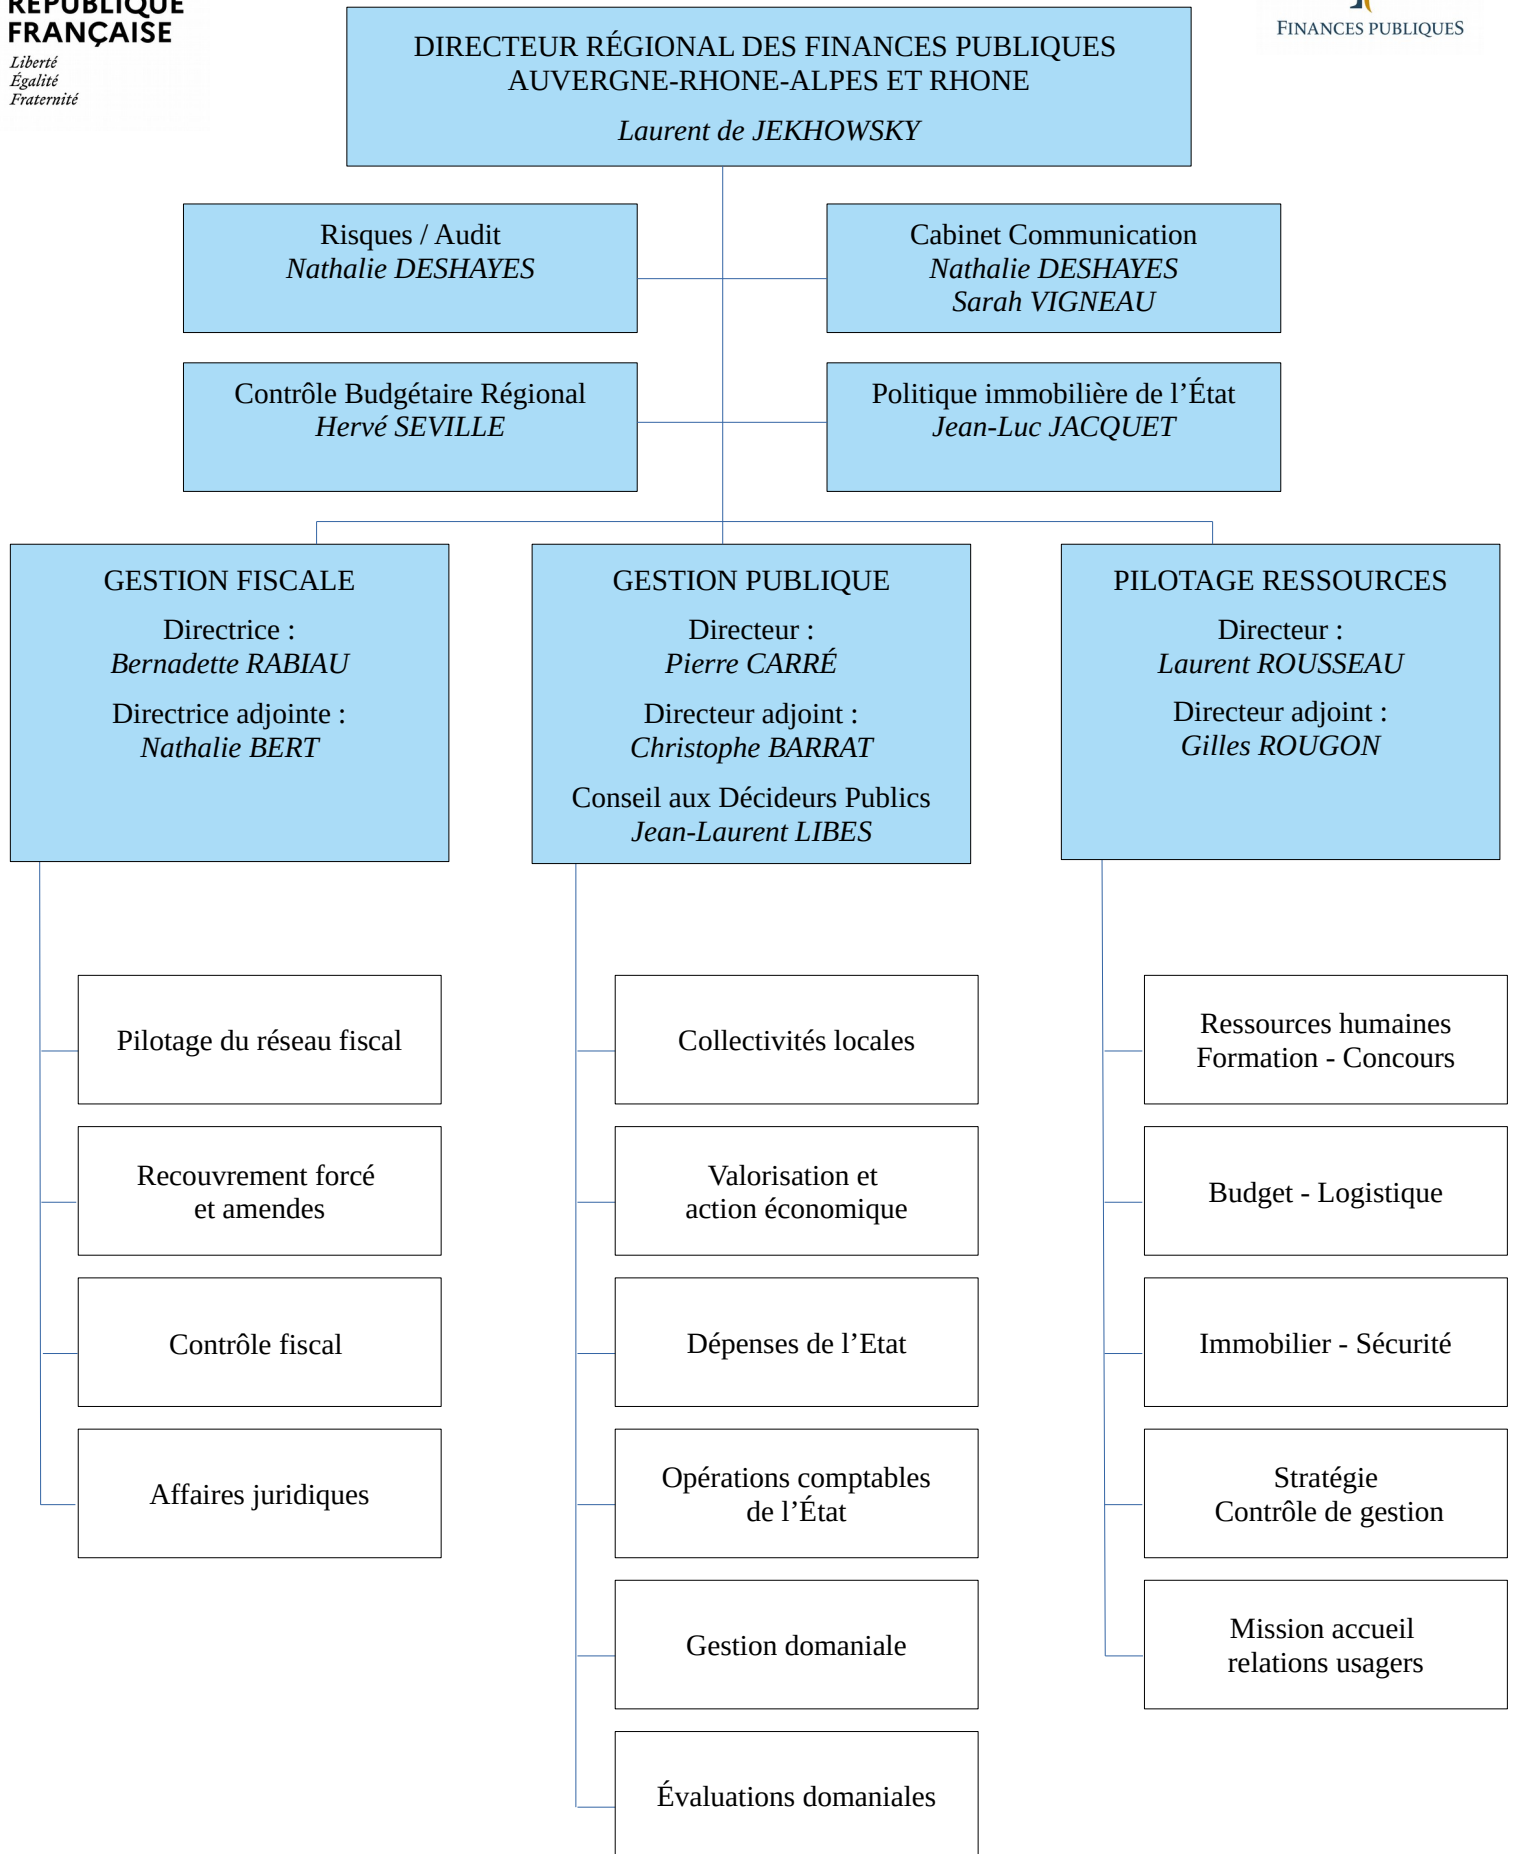 RÉPUBLIQUE
FRANÇAISE
Liberté
Égalité
Fraternité
FINANCES PUBLIQUES
DIRECTEUR RÉGIONAL DES FINANCES PUBLIQUES
AUVERGNE-RHONE-ALPES ET RHONE
Laurent de JEKHOWSKY
Risques / Audit
Nathalie DESHAYES
Cabinet Communication
Nathalie DESHAYES
Sarah VIGNEAU
Contrôle Budgétaire Régional
Hervé SEVILLE
Politique immobilière de l’État
Jean-Luc JACQUET
GESTION FISCALE
Directrice :
Bernadette RABIAU
Directrice adjointe :
Nathalie BERT
GESTION PUBLIQUE
Directeur :
Pierre CARRÉ
Directeur adjoint :
Christophe BARRAT
Conseil aux Décideurs Publics
Jean-Laurent LIBES
PILOTAGE RESSOURCES
Directeur :
Laurent ROUSSEAU
Directeur adjoint :
Gilles ROUGON
Pilotage du réseau fiscal
Recouvrement forcé
et amendes
Contrôle fiscal
Affaires juridiques
Collectivités locales
Valorisation et
action économique
Dépenses de l’Etat
Opérations comptables
de l’État
Gestion domaniale
Évaluations domaniales
Ressources humaines
Formation - Concours
Budget - Logistique
Immobilier - Sécurité
Stratégie
Contrôle de gestion
Mission accueil
relations usagers